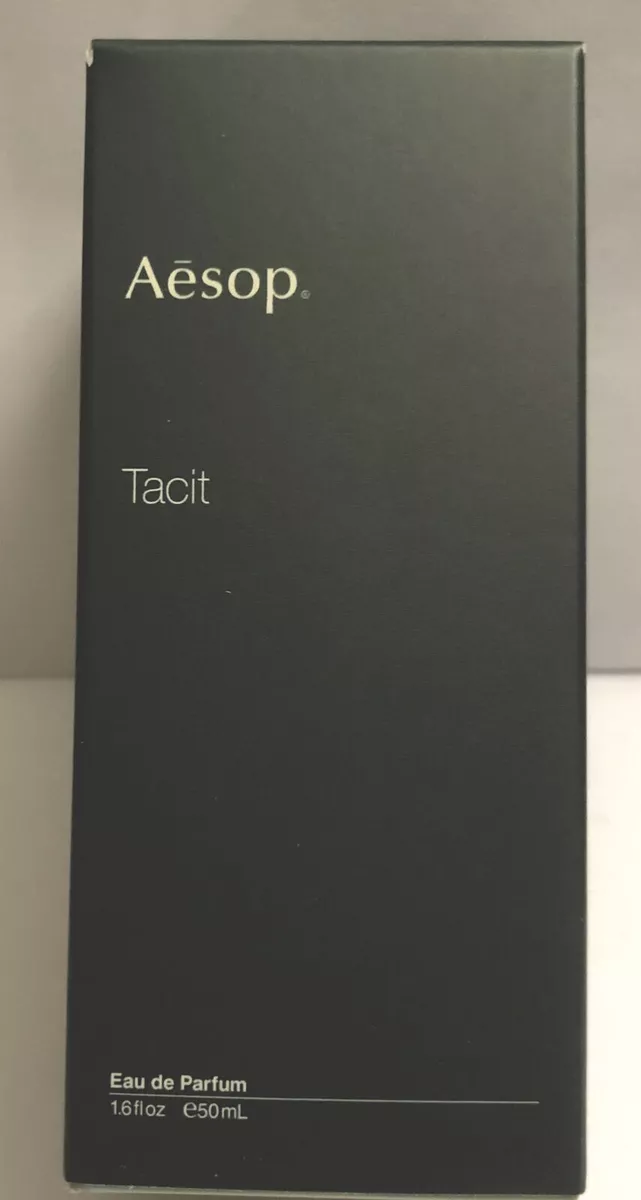 Aēsop®
Tacit
Eau de Parfum
1.6 fl oz ℮50 mL